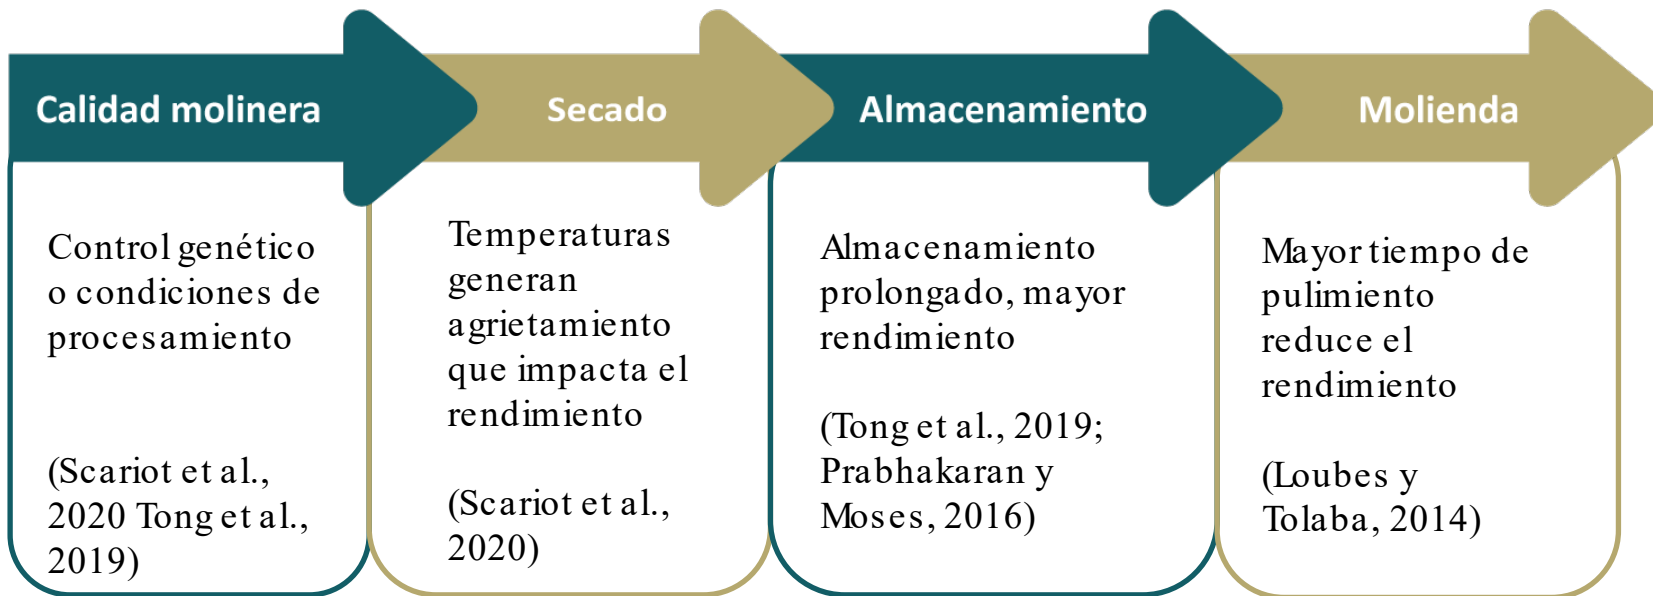 Calidad molinera
Control genético
o condiciones de
procesamiento
(Scariot et al.,
2020 Tong et al.,
2019)
Secado
Temperaturas
generan
agrietamiento
que impacta el
rendimiento
(Scariot et al.,
2020)
Almacenamiento
Almacenamiento
prolongado, mayor
rendimiento
(Tong et al., 2019;
Prabhakaran y
Moses, 2016)
Molienda
Mayor tiempo de
pulimiento
reduce el
rendimiento
(Loubes y
Tolaba, 2014)